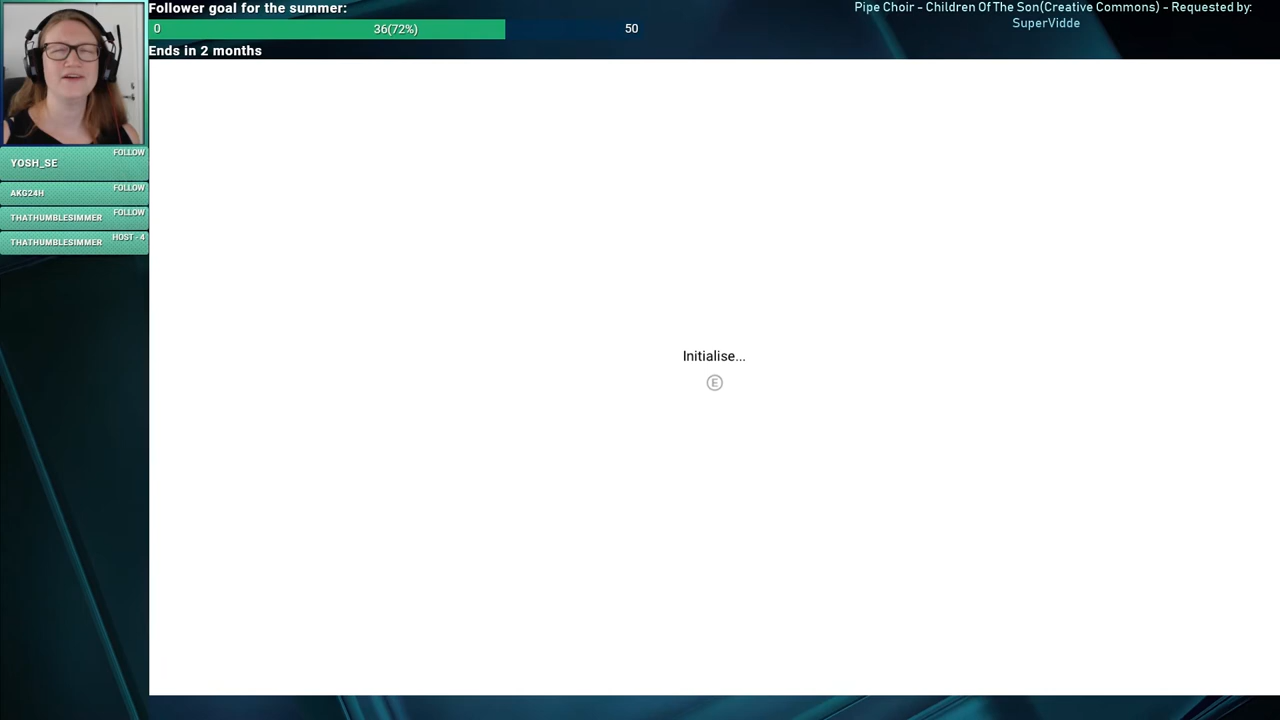 Follower goal for the summer:
0 36(72%) 50
Ends in 2 months
Pipe Choir - Children Of The Son(Creative Commons) - Requested by:
SuperVidde
YOSH_SE FOLLOW
AKG24H FOLLOW
THATHUMBLESIMMER FOLLOW
THATHUMBLESIMMER HOST - 4
Initialise...
E